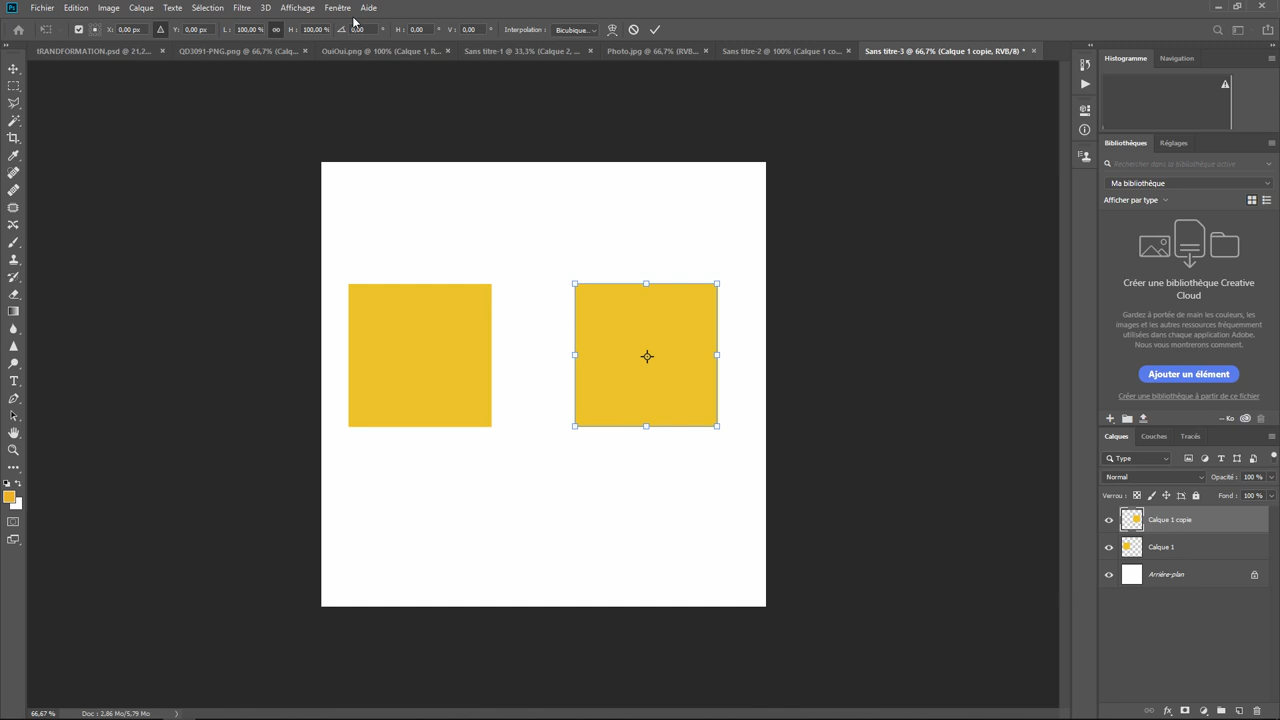 Ps Fichier Edition Image Calque Texte Sélection Filtre 3D Affichage Fenêtre Aide
X: 0,00 px Y: 0,00 px L: 100,00 % H: 100,00 % 0,00 ° H: 0,00 ° V: 0,00 ° Interpolation : Bicubique...
tRANDFORMATION.psd @ 21,2... × QD3091-PNG.png @ 66,7% (Calq... × OuiOui.png @ 100% (Calque 1, R... × Sans titre-1 @ 33,3% (Calque 2, ... × Photo.jpg @ 66,7% (RVB... × Sans titre-2 @ 100% (Calque 1 co... × Sans titre-3 @ 66,7% (Calque 1 copie, RVB/8) * ×
Histogramme Navigation
Bibliothèques Réglages
Rechercher dans la bibliothèque active
Ma bibliothèque
Afficher par type
Créer une bibliothèque Creative
Cloud
Gardez à portée de main les couleurs, les
images et les autres ressources fréquemment
utilisées dans chaque application Adobe.
Nous vous montrerons comment.
Ajouter un élément
Créer une bibliothèque à partir de ce fichier
-- Ko
Calques Couches Tracés
Type
Normal Opacité : 100 %
Verrou : Fond : 100 %
Calque 1 copie
Calque 1
Arrière-plan
66,67 % Doc : 2,86 Mo/5,79 Mo